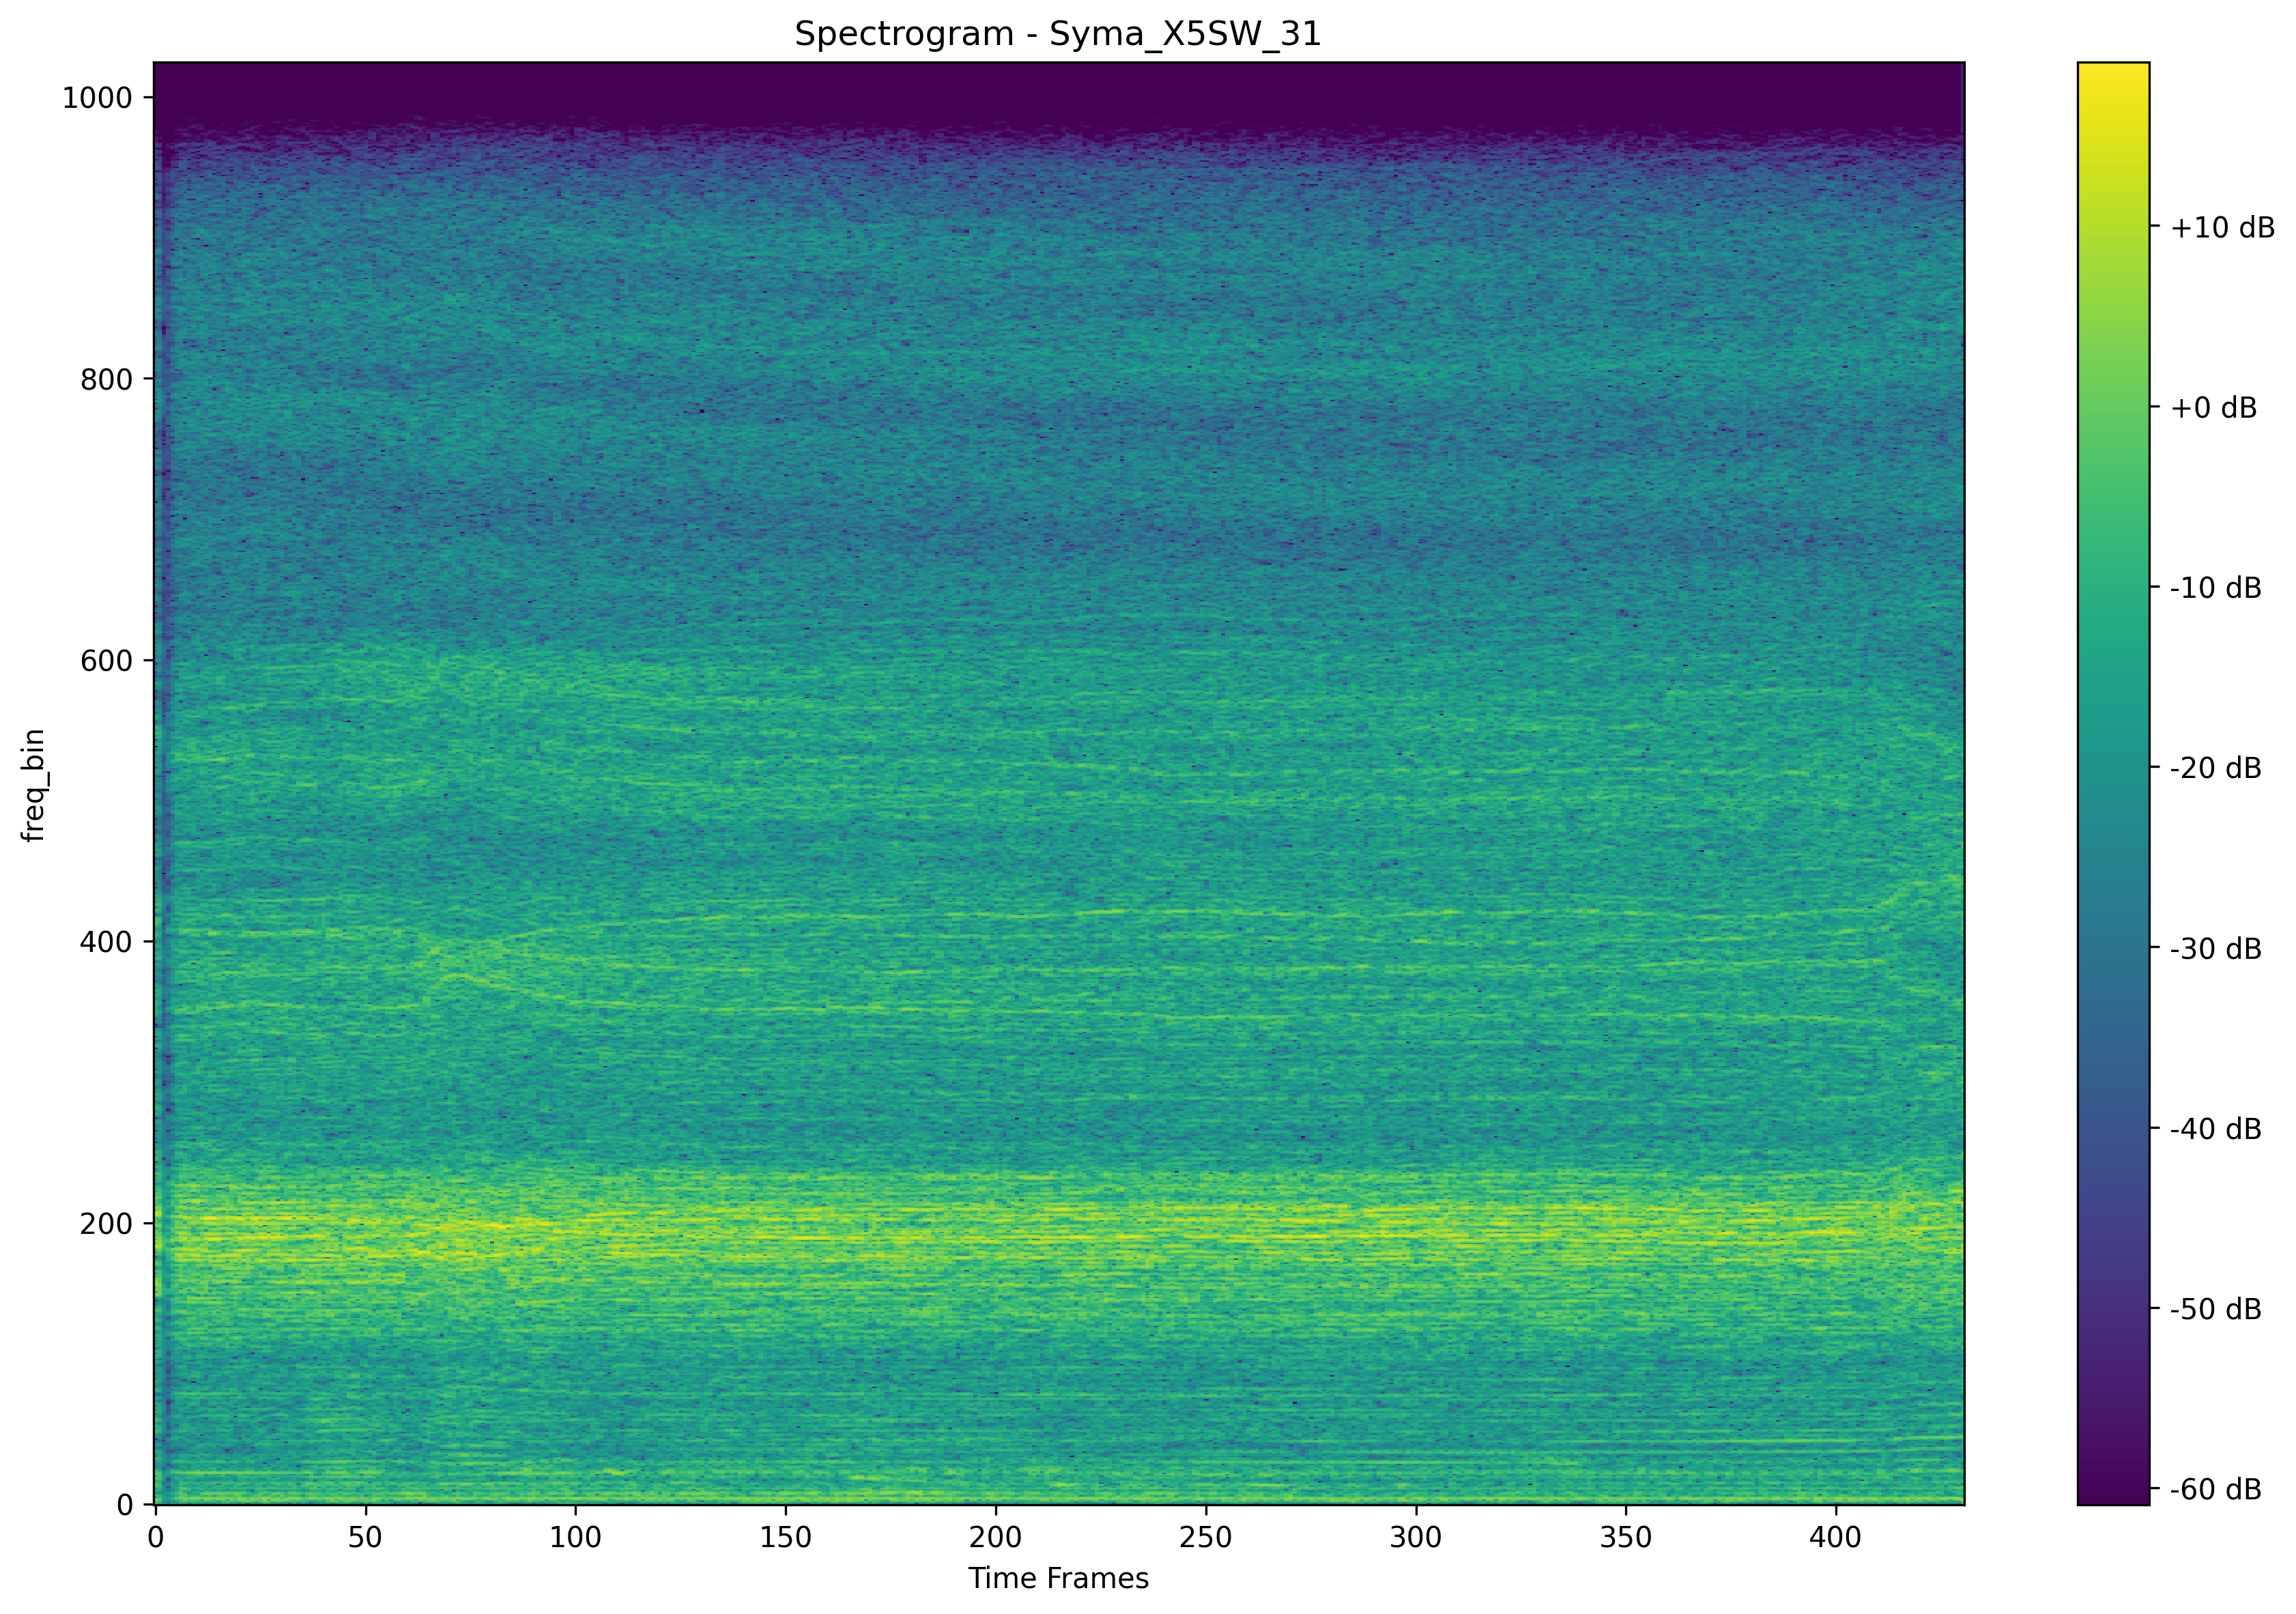 Spectrogram - Syma_X5SW_31
1000
800
600
400
200
0
freq_bin
0 50 100 150 200 250 300 350 400
Time Frames
+10 dB
+0 dB
-10 dB
-20 dB
-30 dB
-40 dB
-50 dB
-60 dB